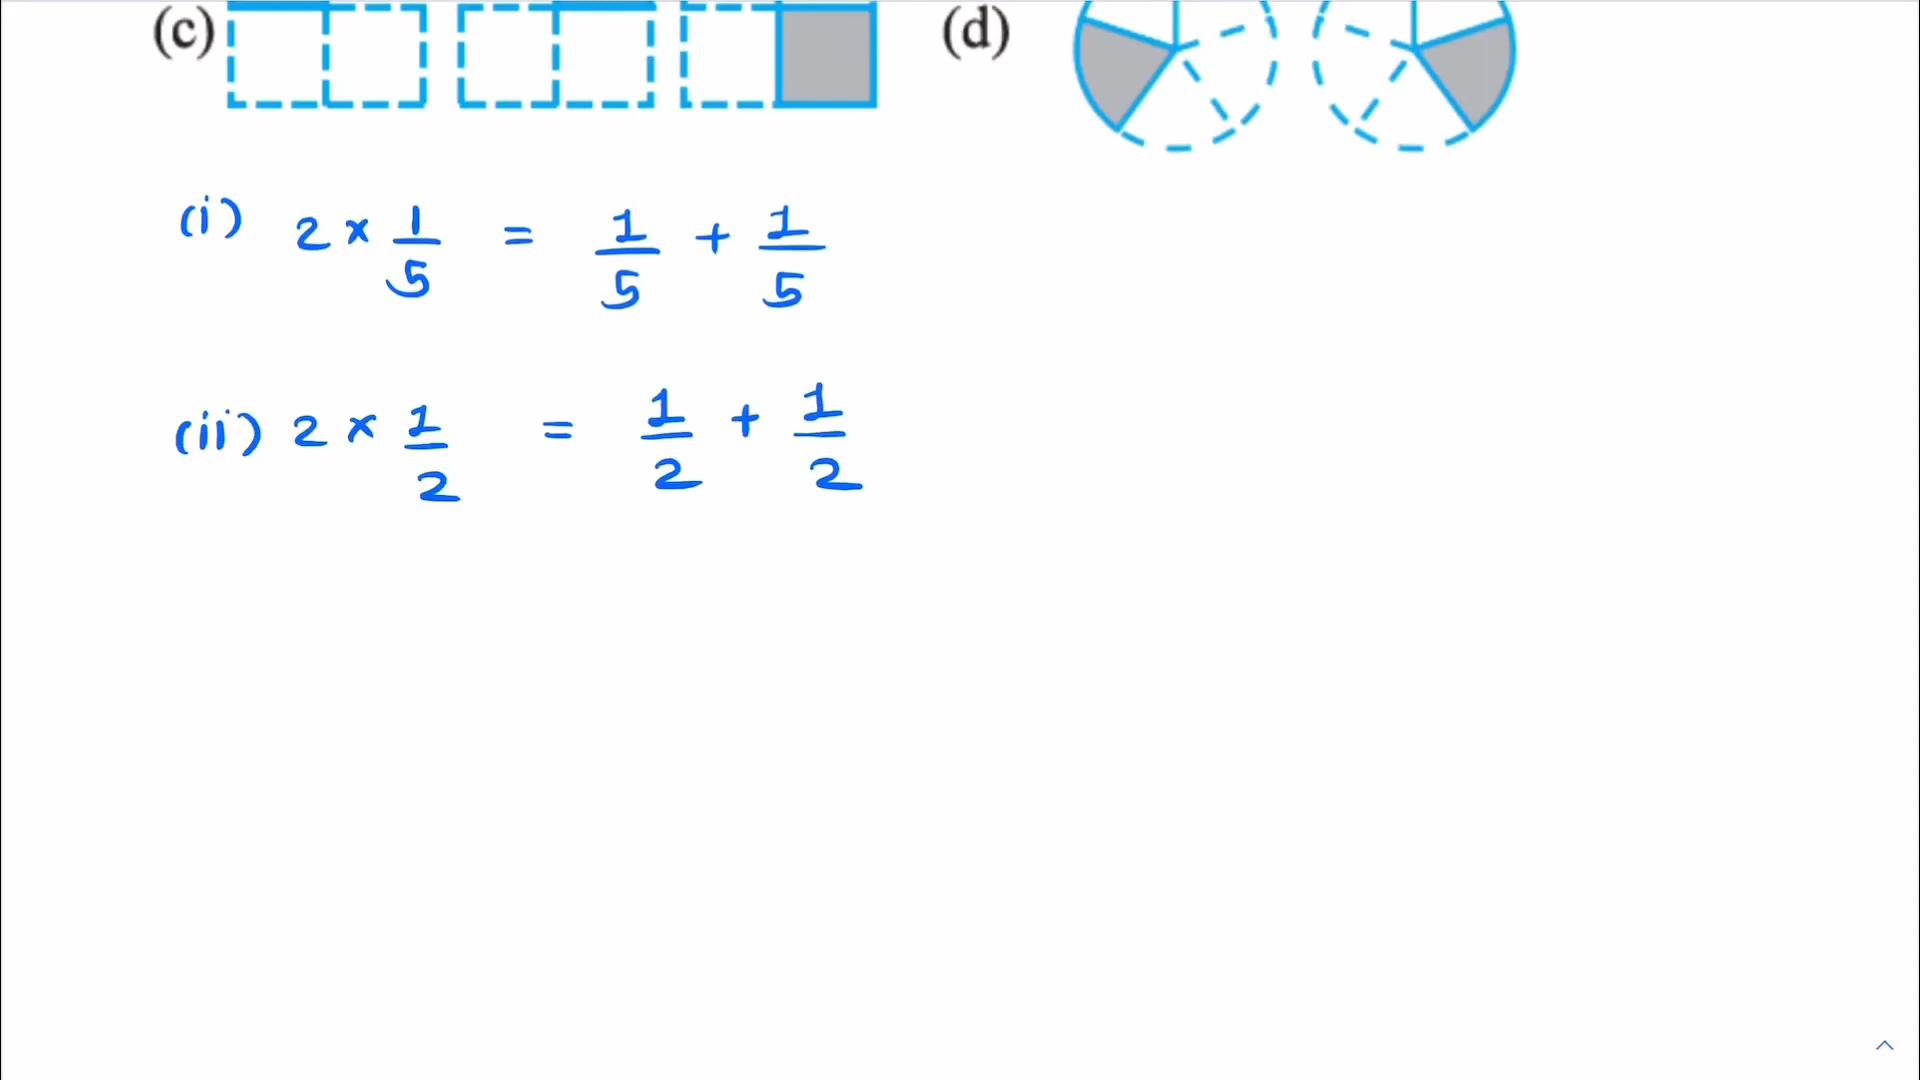 (c) (d)
(i) 2 × 1/5 = 1/5 + 1/5
(ii) 2 × 1/2 = 1/2 + 1/2